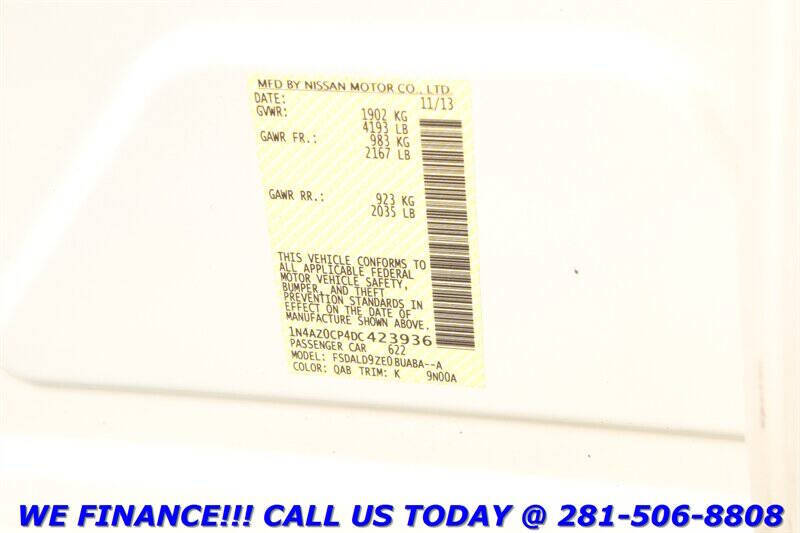 MFD BY NISSAN MOTOR CO., LTD
DATE: 11/13
GVWR: 1902 KG
4193 LB
GAWR FR.: 983 KG
2167 LB
GAWR RR.: 923 KG
2035 LB
THIS VEHICLE CONFORMS TO
ALL APPLICABLE FEDERAL
MOTOR VEHICLE SAFETY,
BUMPER, AND THEFT
PREVENTION STANDARDS IN
EFFECT ON THE DATE OF
MANUFACTURE SHOWN ABOVE.
1N4AZ0CP4DC423936
PASSENGER CAR 622
MODEL: FSDALD9ZE0BUABA--A
COLOR: QAB TRIM: K 9N00A
WE FINANCE!!! CALL US TODAY @ 281-506-8808